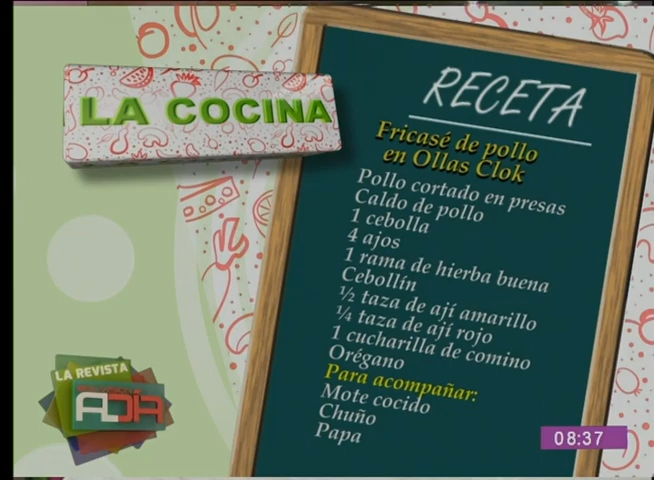 LA COCINA
RECETA
Fricasé de pollo
en Ollas Clok
Pollo cortado en presas
Caldo de pollo
1 cebolla
4 ajos
1 rama de hierba buena
Cebollín
½ taza de ají amarillo
¼ taza de ají rojo
1 cucharilla de comino
Orégano
Para acompañar:
Mote cocido
Chuño
Papa
LA REVISTA
ALDIA
08:37